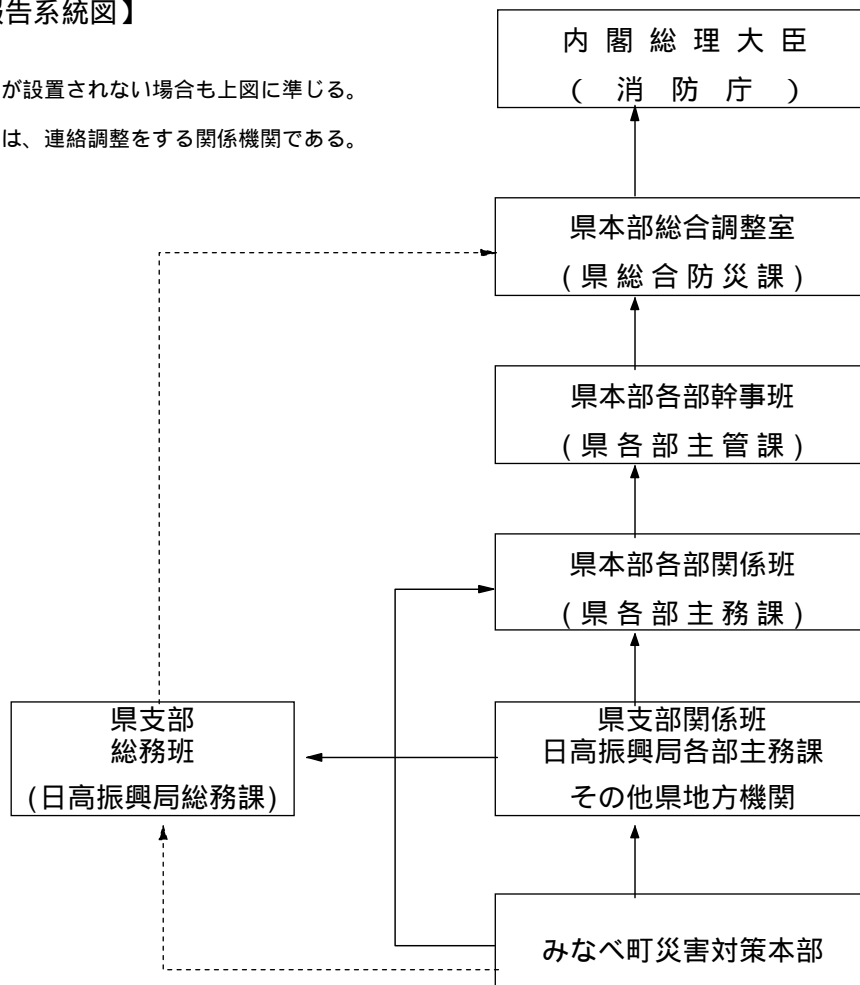 報告系統図】
が設置されない場合も上図に準じる。
は、連絡調整をする関係機関である。
内閣総理大臣
(消防庁)
県本部総合調整室
(県総合防災課)
県本部各部幹事班
(県各部主管課)
県本部各部関係班
(県各部主務課)
県支部
総務班
(日高振興局総務課)
県支部関係班
日高振興局各部主務課
その他県地方機関
みなべ町災害対策本部